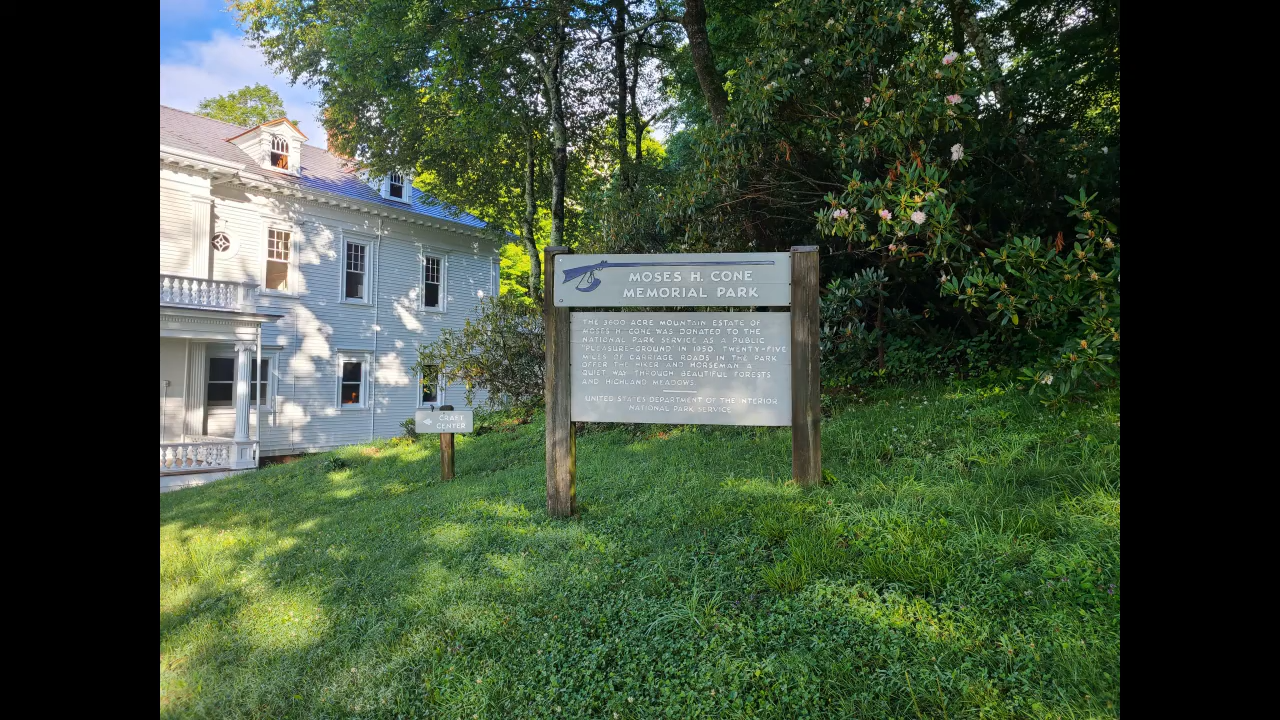 MOSES H. CONE
MEMORIAL PARK
THE 3600-ACRE MOUNTAIN ESTATE OF
MOSES H. CONE WAS DONATED TO THE
NATIONAL PARK SERVICE AS A PUBLIC
"PLEASURE-GROUND IN 1950. TWENTY-FIVE
MILES OF CARRIAGE ROADS IN THE PARK
OFFER THE HIKER AND HORSEMAN A
QUIET WAY THROUGH BEAUTIFUL FORESTS
AND HIGHLAND MEADOWS.
UNITED STATES DEPARTMENT OF THE INTERIOR
NATIONAL PARK SERVICE
CRAFT
CENTER